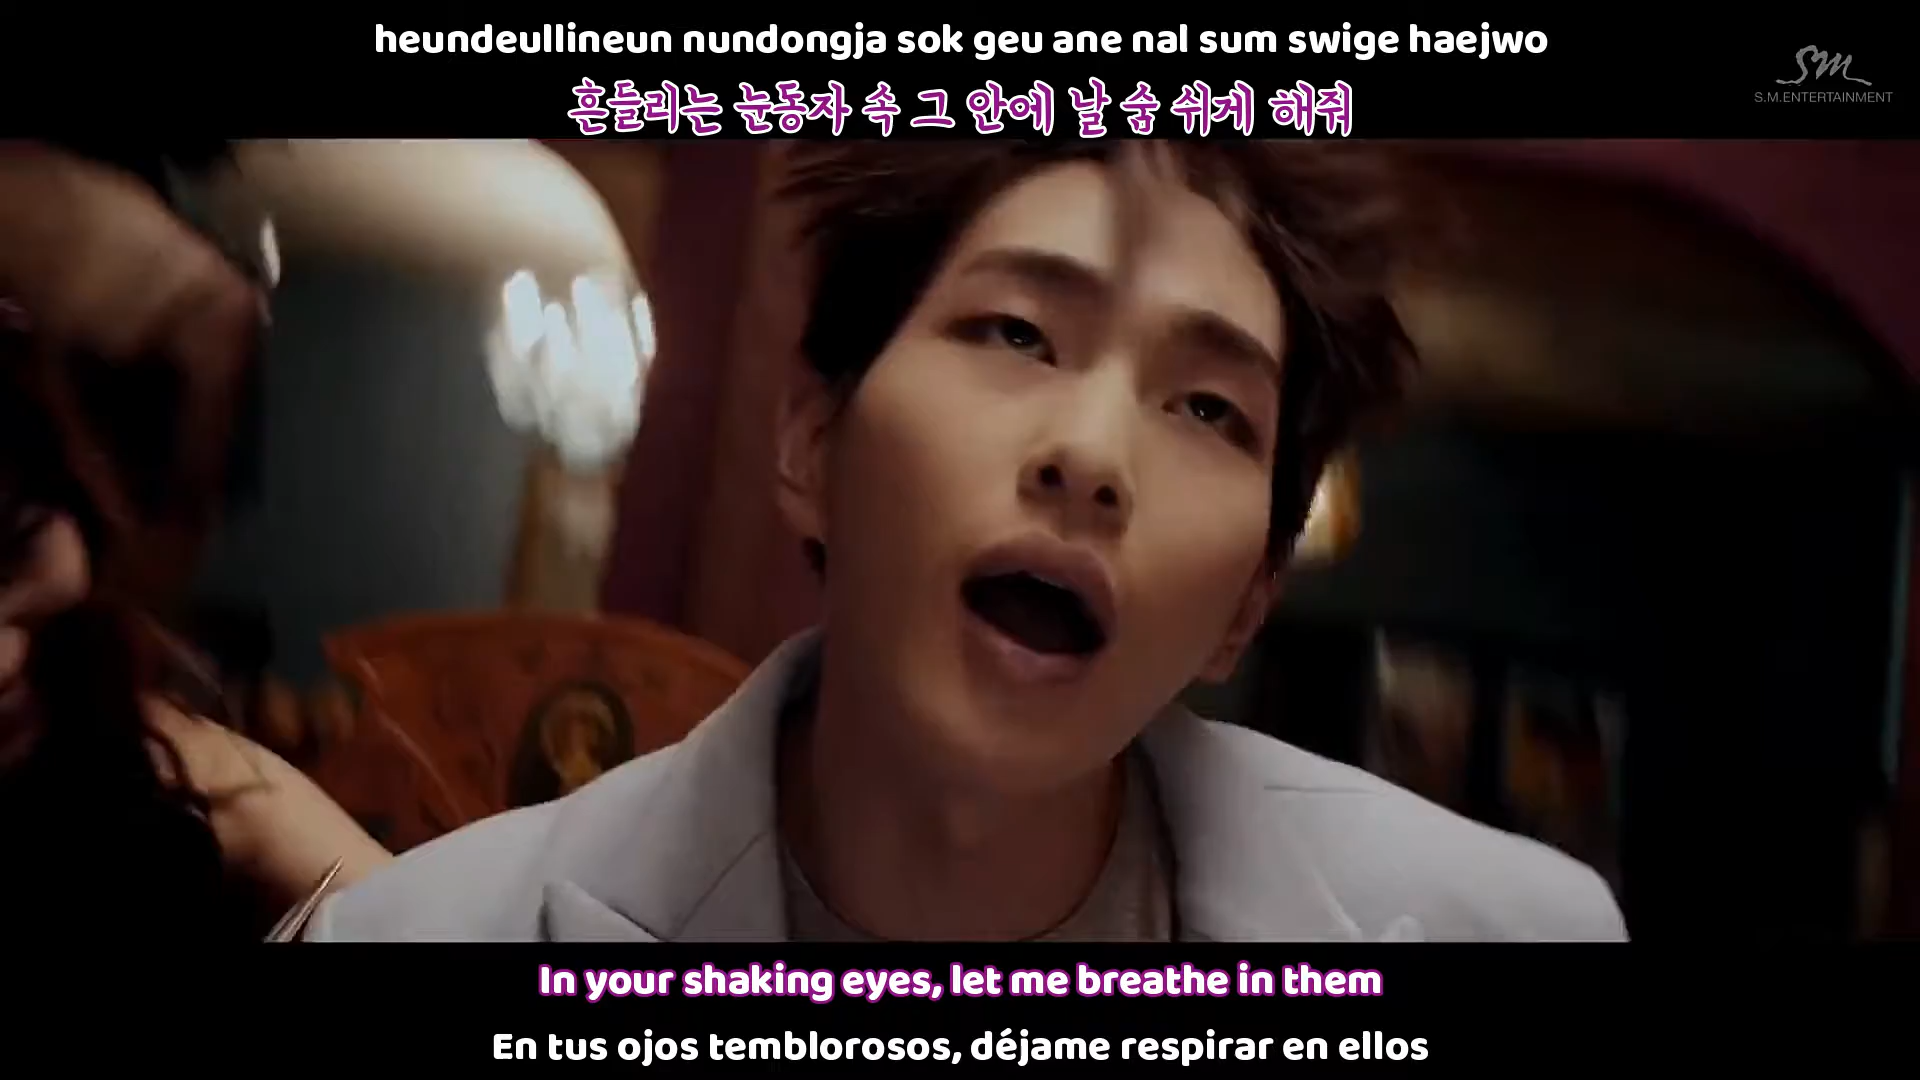 heundeullineun nundongja sok geu ane nal sum swige haejwo
흔들리는 눈동자 속 그 안에 날 숨 쉬게 해줘
SM
S.M.ENTERTAINMENT
In your shaking eyes, let me breathe in them
En tus ojos temblorosos, déjame respirar en ellos